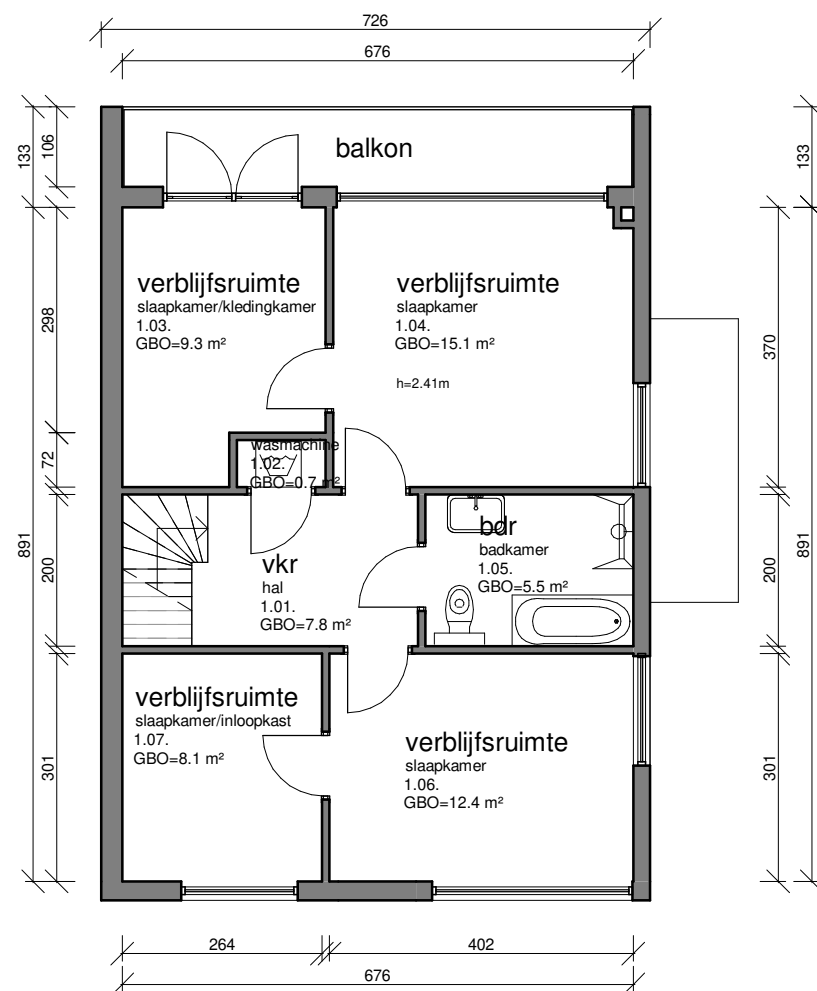 726
676
133
106
133
balkon
verblijfsruimte
slaapkamer/kledingkamer
1.03.
GBO=9.3 m²
verblijfsruimte
slaapkamer
1.04.
GBO=15.1 m²
h=2.41m
298
370
72
wasmachine
1.02.
GBO=0.7 m²
891
200
vkr
hal
1.01.
GBO=7.8 m²
bdr
badkamer
1.05.
GBO=5.5 m²
200
891
verblijfsruimte
slaapkamer/inloopkast
1.07.
GBO=8.1 m²
verblijfsruimte
slaapkamer
1.06.
GBO=12.4 m²
301
301
264
402
676